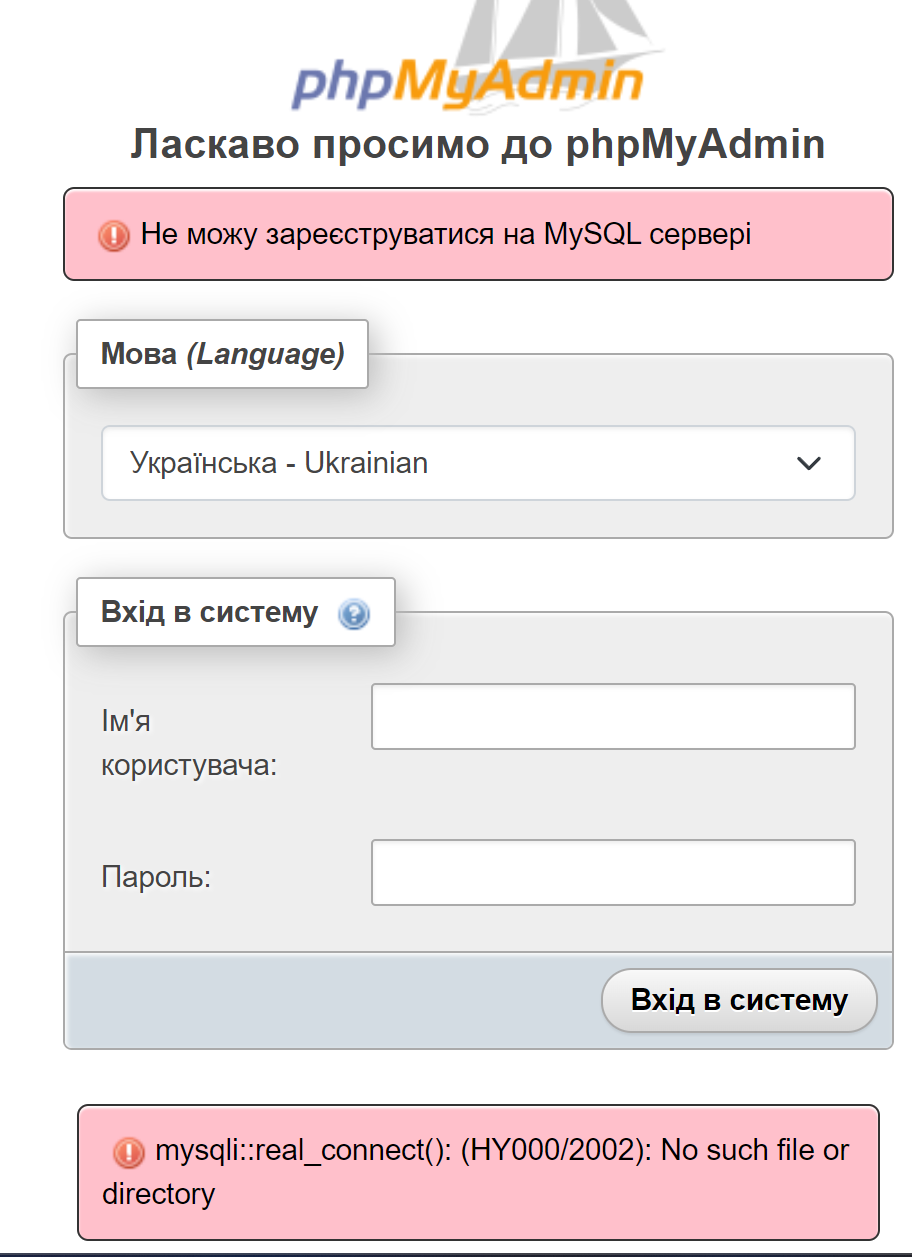 phpMyAdmin
Ласкаво просимо до phpMyAdmin
Не можу зареєструватися на MySQL сервері
Мова (Language)
Українська - Ukrainian
Вхід в систему
Ім'я
користувача:
Пароль:
Вхід в систему
mysqli::real_connect(): (HY000/2002): No such file or
directory